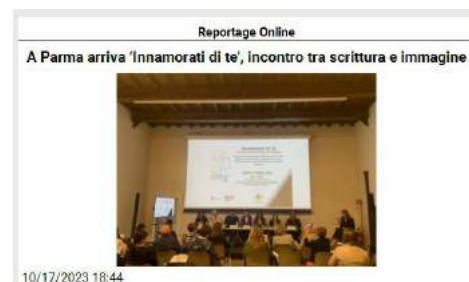 Reportage Online
A Parma arriva 'Innamorati di te', incontro tra scrittura e immagine
10/17/2023 18:44